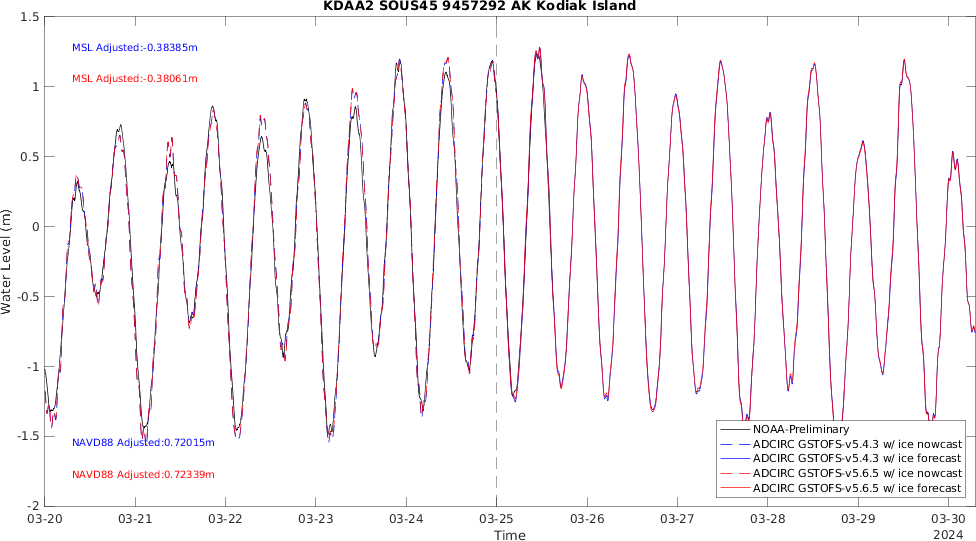 KDAA2 SOUS45 9457292 AK Kodiak Island
1.5
1
0.5
0
-0.5
-1
-1.5
-2
Water Level (m)
MSL Adjusted:-0.38385m
MSL Adjusted:-0.38061m
NAVD88 Adjusted:0.72015m
NAVD88 Adjusted:0.72339m
NOAA-Preliminary
ADCIRC GSTOFS-v5.4.3 w/ ice nowcast
ADCIRC GSTOFS-v5.4.3 w/ ice forecast
ADCIRC GSTOFS-v5.6.5 w/ ice nowcast
ADCIRC GSTOFS-v5.6.5 w/ ice forecast
03-20 03-21 03-22 03-23 03-24 03-25 03-26 03-27 03-28 03-29 03-30
2024
Time